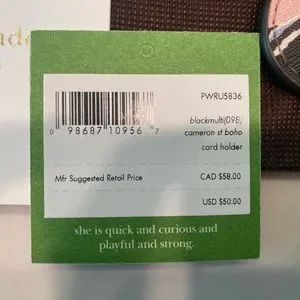 ade
PWRU5836
0 98687 10956 7
blackmulti(098)
cameron st boho
card holder
Mfr Suggested Retail Price
CAD $58.00
USD $50.00
she is quick and curious and
playful and strong.